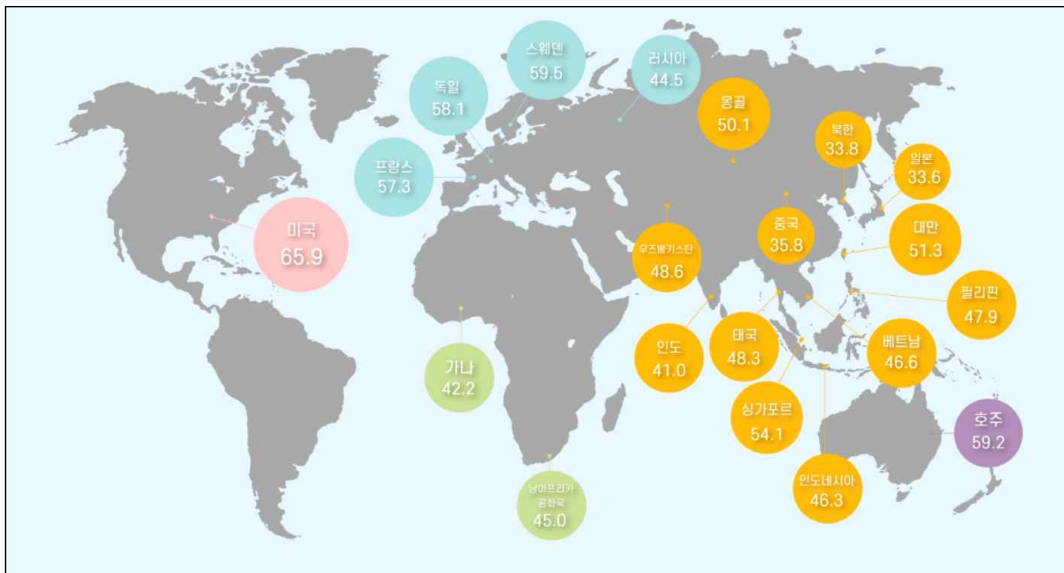 스웨덴
59.5
러시아
44.5
독일
58.1
몽골
50.1
북한
33.8
일본
33.6
프랑스
57.3
미국
65.9
우즈베키스탄
48.6
중국
35.8
대만
51.3
필리핀
47.9
인도
41.0
태국
48.3
베트남
46.6
가나
42.2
싱가포르
54.1
호주
59.2
인도네시아
46.3
남아프리카
공화국
45.0